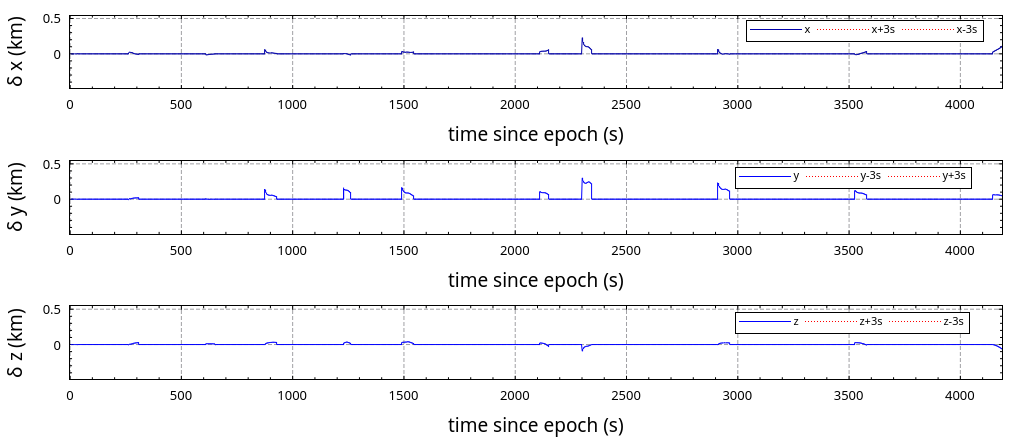 δ x (km)
0.5
0
x x+3s x-3s
0 500 1000 1500 2000 2500 3000 3500 4000
time since epoch (s)
δ y (km)
0.5
0
y y-3s y+3s
0 500 1000 1500 2000 2500 3000 3500 4000
time since epoch (s)
δ z (km)
0.5
0
z z+3s z-3s
0 500 1000 1500 2000 2500 3000 3500 4000
time since epoch (s)